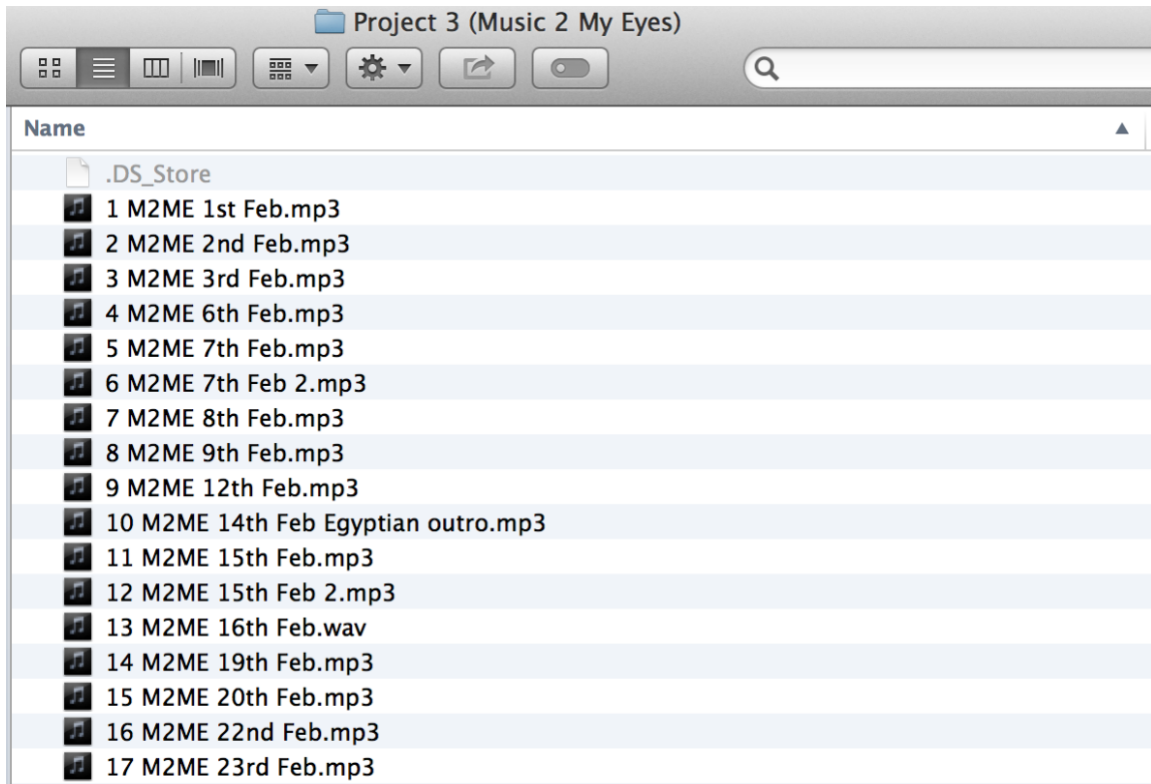 Project 3 (Music 2 My Eyes)
Name
.DS_Store
1 M2ME 1st Feb.mp3
2 M2ME 2nd Feb.mp3
3 M2ME 3rd Feb.mp3
4 M2ME 6th Feb.mp3
5 M2ME 7th Feb.mp3
6 M2ME 7th Feb 2.mp3
7 M2ME 8th Feb.mp3
8 M2ME 9th Feb.mp3
9 M2ME 12th Feb.mp3
10 M2ME 14th Feb Egyptian outro.mp3
11 M2ME 15th Feb.mp3
12 M2ME 15th Feb 2.mp3
13 M2ME 16th Feb.wav
14 M2ME 19th Feb.mp3
15 M2ME 20th Feb.mp3
16 M2ME 22nd Feb.mp3
17 M2ME 23rd Feb.mp3